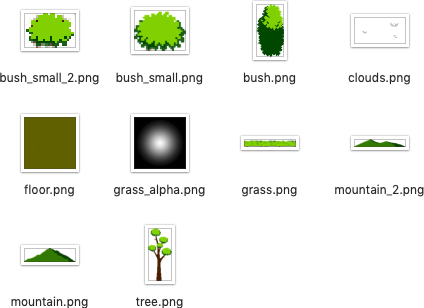 bush_small_2.png
bush_small.png
bush.png
clouds.png
floor.png
grass_alpha.png
grass.png
mountain_2.png
mountain.png
tree.png